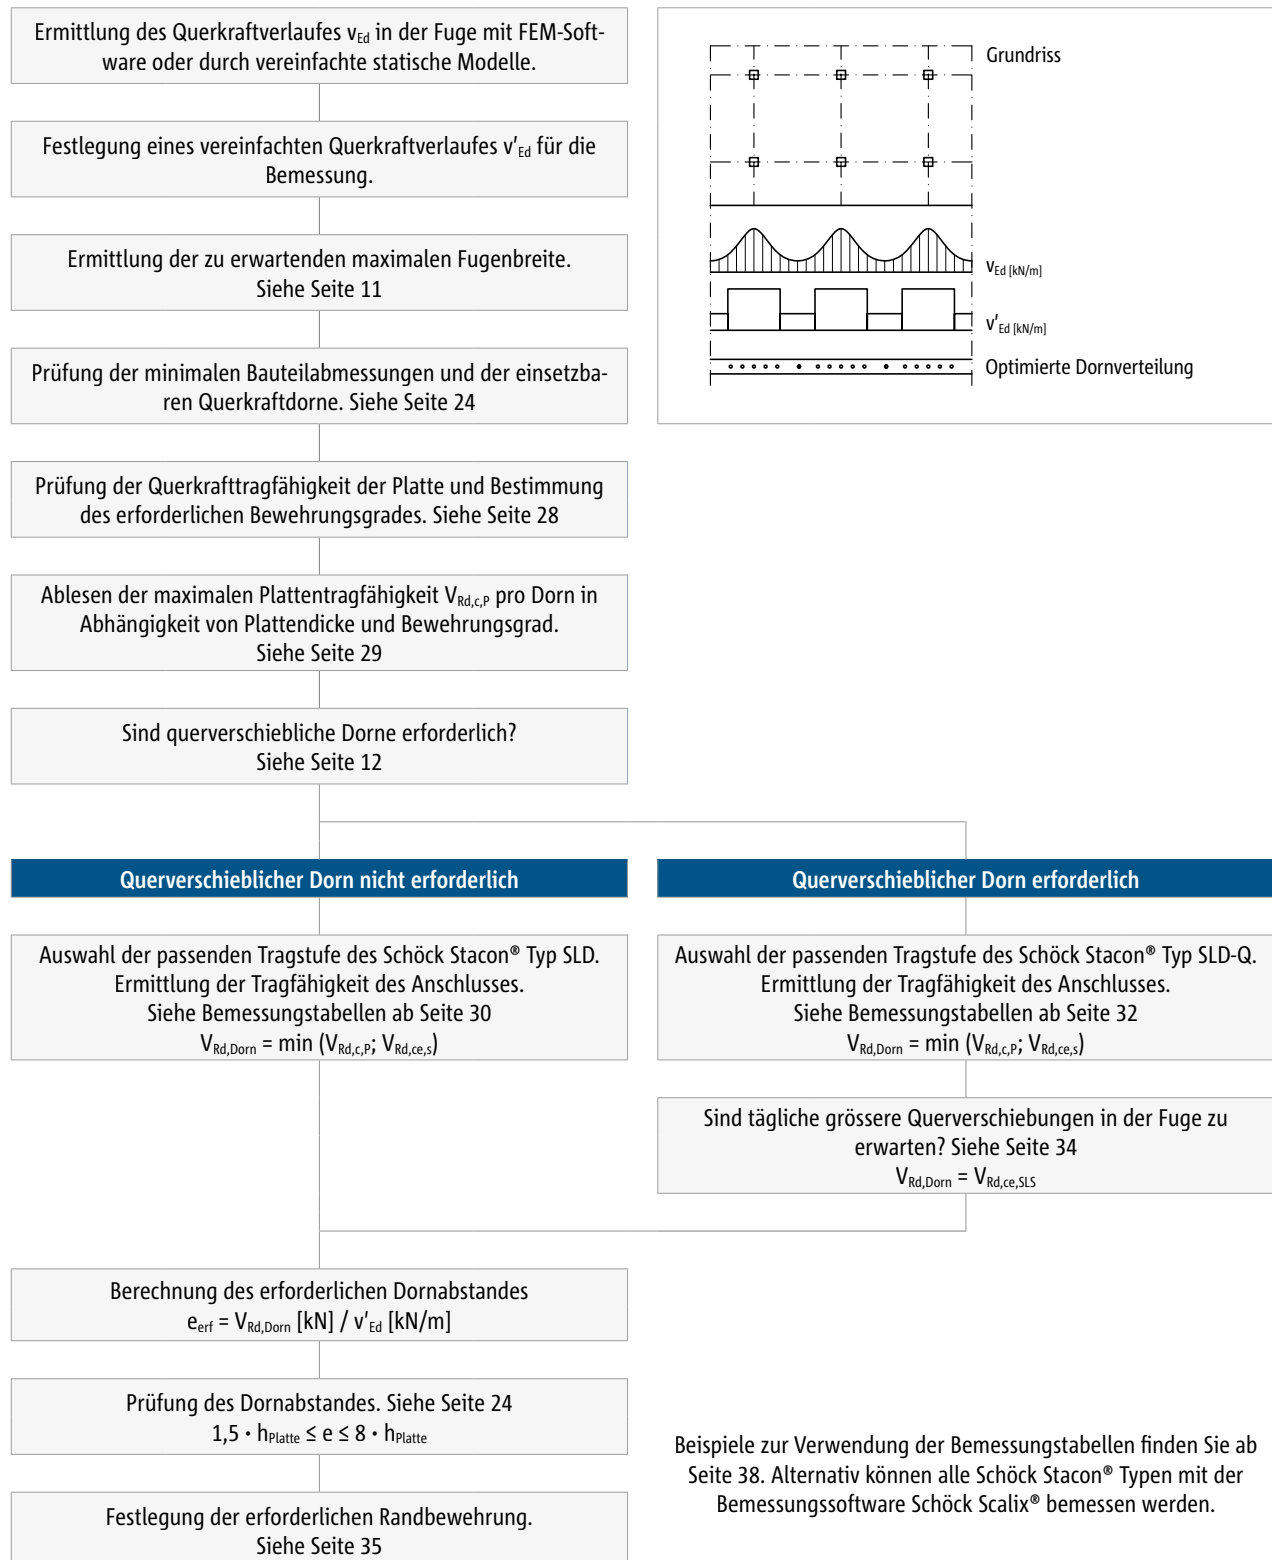 Ermittlung des Querkraftverlaufes vEd in der Fuge mit FEM-Soft-
ware oder durch vereinfachte statische Modelle.
Festlegung eines vereinfachten Querkraftverlaufes v'Ed für die
Bemessung.
Ermittlung der zu erwartenden maximalen Fugenbreite.
Siehe Seite 11
Prüfung der minimalen Bauteilabmessungen und der einsetzba-
ren Querkraftdorne. Siehe Seite 24
Prüfung der Querkrafttragfähigkeit der Platte und Bestimmung
des erforderlichen Bewehrungsgrades. Siehe Seite 28
Ablesen der maximalen Plattentragfähigkeit VRd,c,P pro Dorn in
Abhängigkeit von Plattendicke und Bewehrungsgrad.
Siehe Seite 29
Sind querverschiebliche Dorne erforderlich?
Siehe Seite 12
Grundriss
vEd [kN/m]
v'Ed [kN/m]
Optimierte Dornverteilung
Querverschieblicher Dorn nicht erforderlich
Auswahl der passenden Tragstufe des Schöck Stacon® Typ SLD.
Ermittlung der Tragfähigkeit des Anschlusses.
Siehe Bemessungstabellen ab Seite 30
VRd,Dorn = min (VRd,c,P; VRd,ce,s)
Querverschieblicher Dorn erforderlich
Auswahl der passenden Tragstufe des Schöck Stacon® Typ SLD-Q.
Ermittlung der Tragfähigkeit des Anschlusses.
Siehe Bemessungstabellen ab Seite 32
VRd,Dorn = min (VRd,c,P; VRd,ce,s)
Sind tägliche grössere Querverschiebungen in der Fuge zu
erwarten? Siehe Seite 34
VRd,Dorn = VRd,ce,SLS
Berechnung des erforderlichen Dornabstandes
eerf = VRd,Dorn [kN] / v'Ed [kN/m]
Prüfung des Dornabstandes. Siehe Seite 24
1,5 • hPlatte ≤ e ≤ 8 • hPlatte
Festlegung der erforderlichen Randbewehrung.
Siehe Seite 35
Beispiele zur Verwendung der Bemessungstabellen finden Sie ab
Seite 38. Alternativ können alle Schöck Stacon® Typen mit der
Bemessungssoftware Schöck Scalix® bemessen werden.